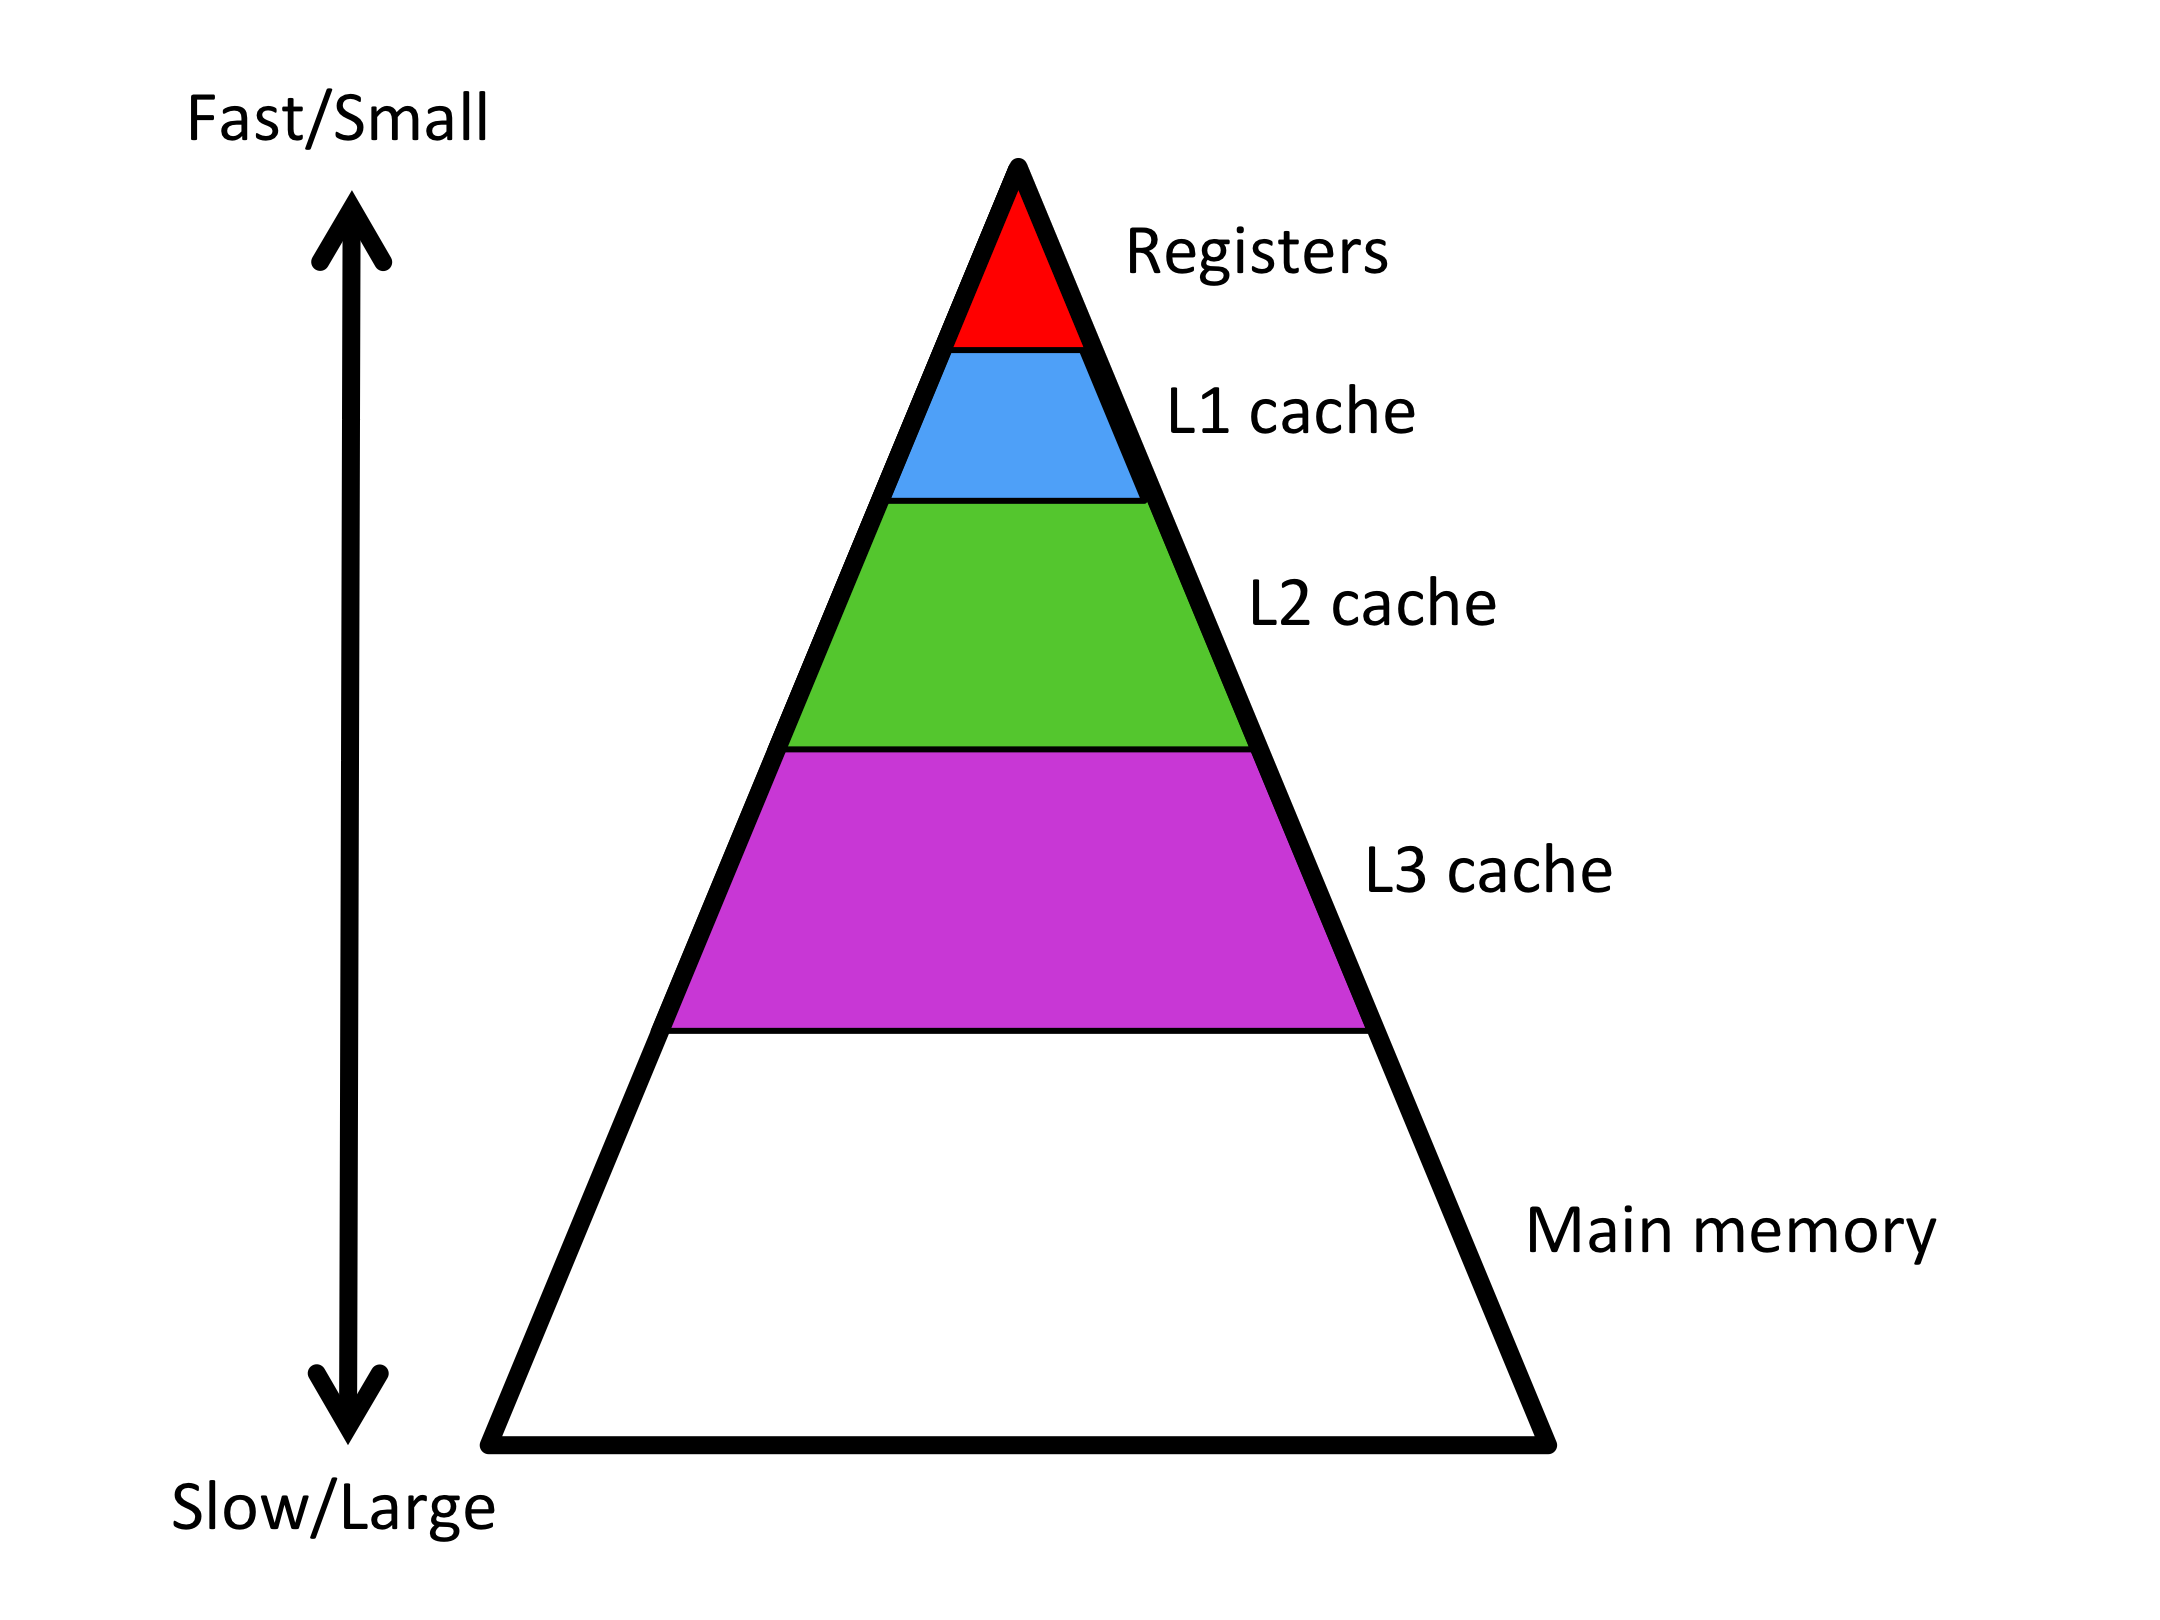 Fast/Small
Registers
L1 cache
L2 cache
L3 cache
Main memory
Slow/Large